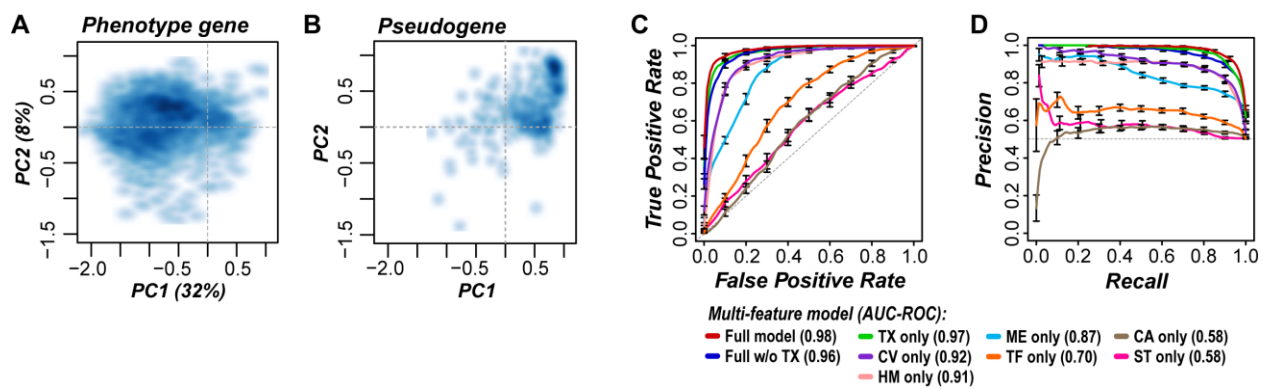 A
Phenotype gene
PC2 (8%)
0.5
−0.5
−1.5
−2.0
−0.5
0.5
PC1 (32%)
B
Pseudogene
PC2
0.5
−0.5
−1.5
−2.0
−0.5
0.5
PC1
C
True Positive Rate
1.0
0.8
0.6
0.4
0.2
0.0
0.0
0.2
0.4
0.6
0.8
1.0
False Positive Rate
D
Precision
1.0
0.8
0.6
0.4
0.2
0.0
0.0
0.2
0.4
0.6
0.8
1.0
Recall
Multi-feature model (AUC-ROC):
Full model (0.98)
TX only (0.97)
ME only (0.87)
CA only (0.58)
Full w/o TX (0.96)
CV only (0.92)
TF only (0.70)
ST only (0.58)
HM only (0.91)